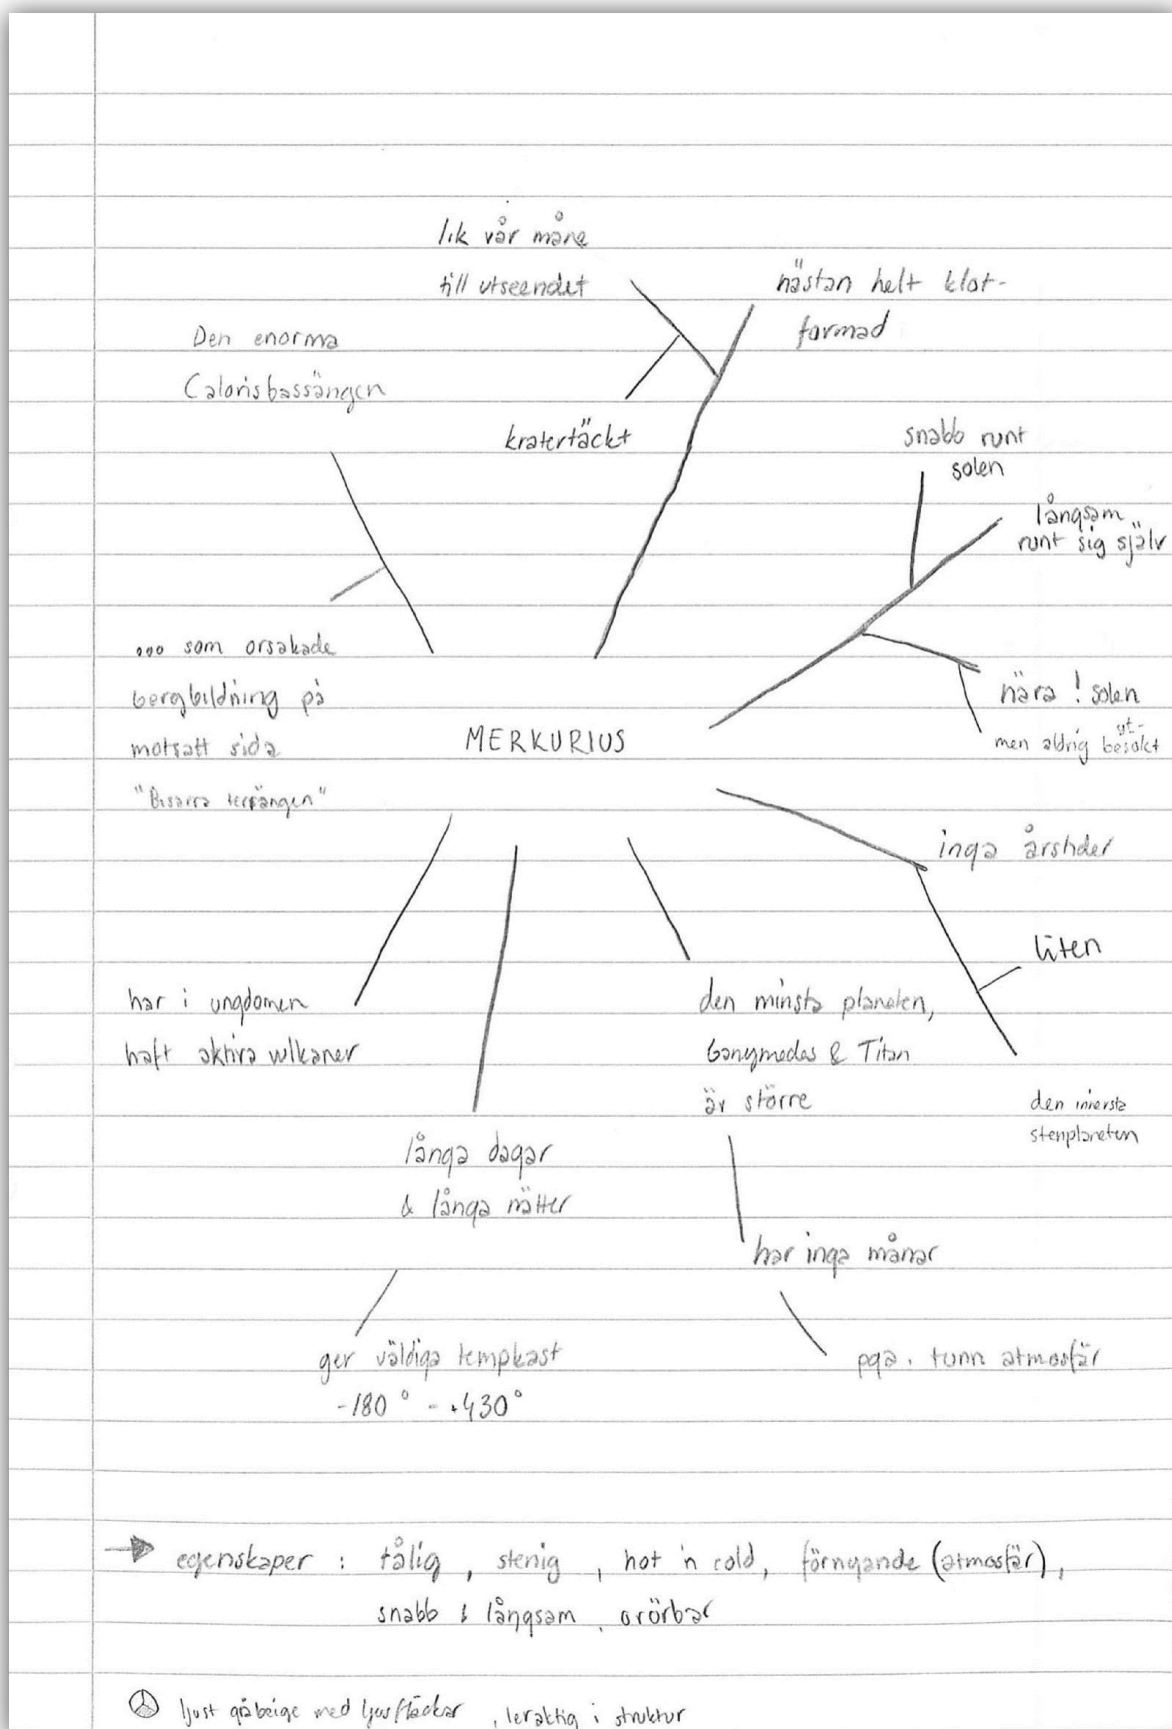 lik vår måne
till utseendet
nästan helt klot-
formad
Den enorma
Calorisbassängen
kratertäckt
snabb runt
solen
långsam
runt sig själv
... som orsakade
bergbildning på
motsatt sida
"Bisarra terrängen"
MERKURIUS
nära ! solen
men aldrig besökt
inga årstider
liten
den innersta
stenplaneten
har i ungdomen
haft aktiva vulkaner
den minsta planeten,
Ganymedes & Titan
är större
långa dagar
& långa nätter
har inga månar
ger väldiga tempkast
-180° - +430°
pga. tunn atmosfär
egenskaper : tålig , stenig , hot 'n cold, förnyande (atmosfär),
snabb & långsam , orörbar
ljust gråbeige med ljusfläckar , leraktig i struktur